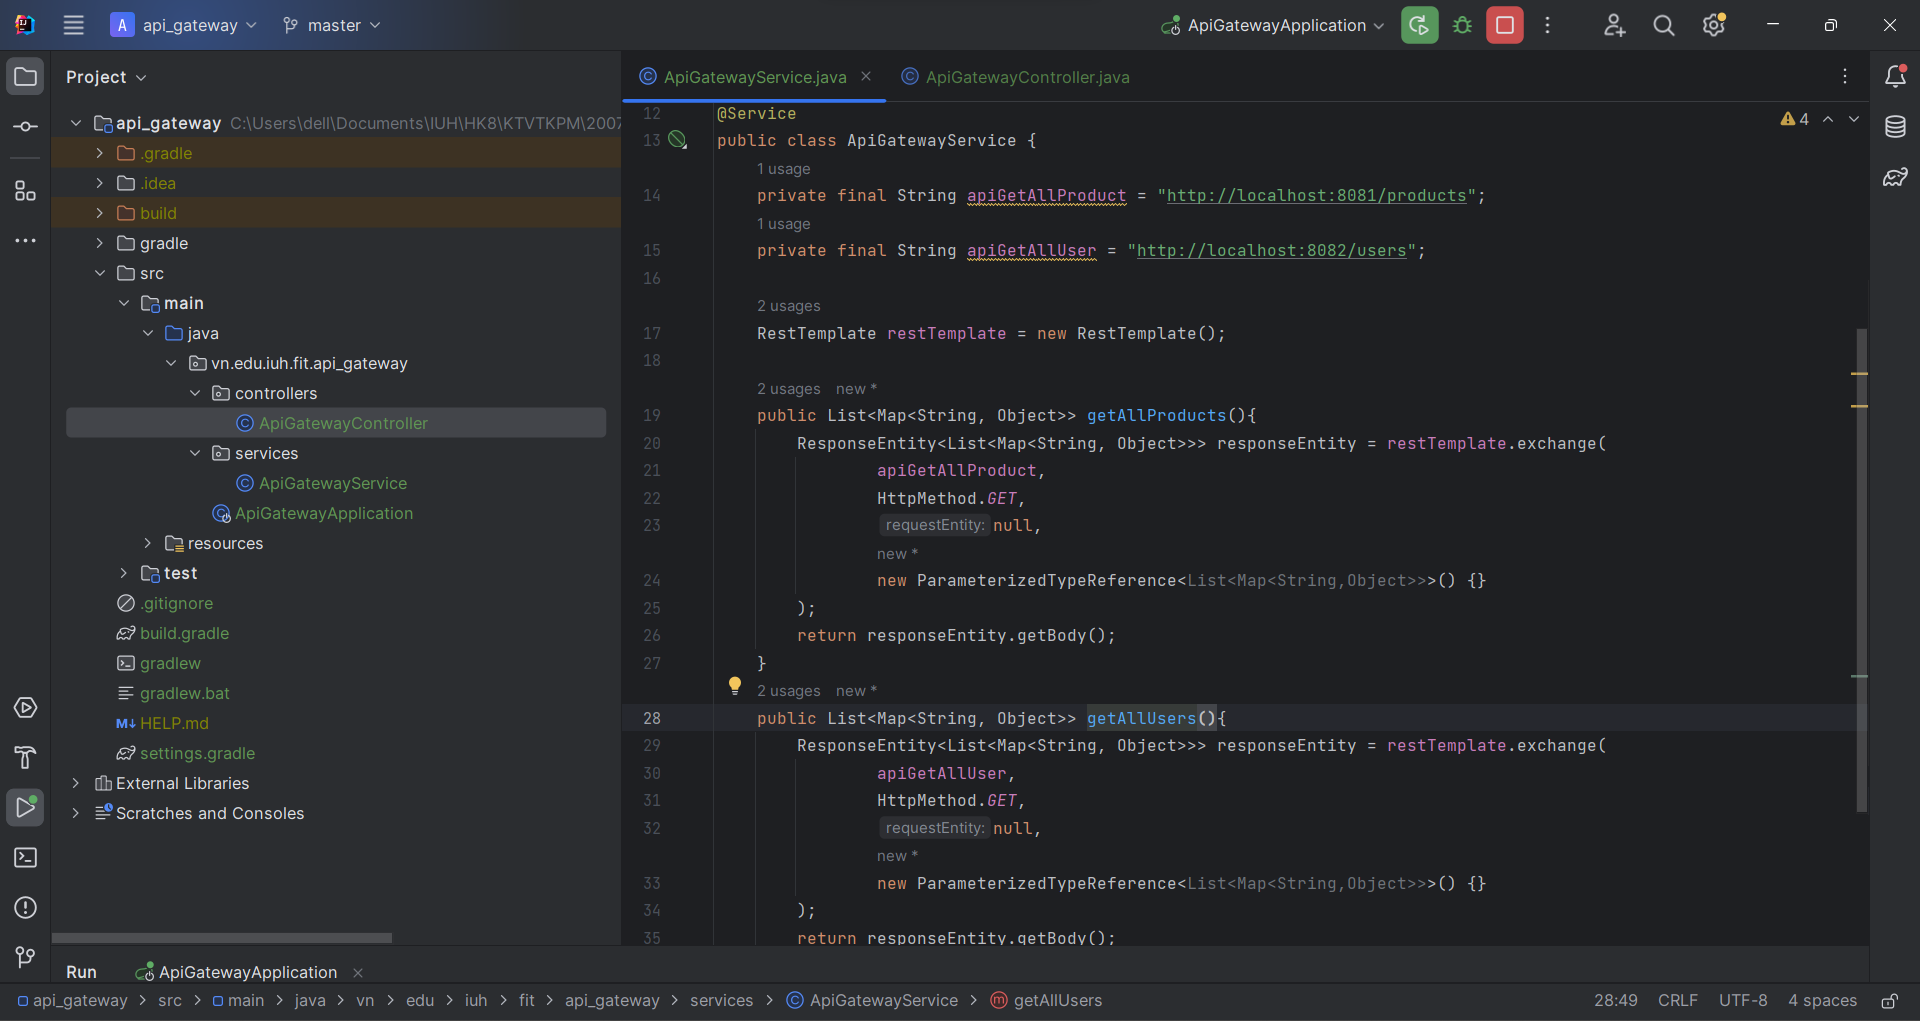 A api_gateway master ApiGatewayApplication
Project
ApiGatewayService.java ApiGatewayController.java
api_gateway C:\Users\dell\Documents\IUH\HK8\KTVTKPM\2007
.gradle
.idea
build
gradle
src
main
java
vn.edu.iuh.fit.api_gateway
controllers
ApiGatewayController
services
ApiGatewayService
ApiGatewayApplication
resources
test
.gitignore
build.gradle
gradlew
gradlew.bat
M↓ HELP.md
settings.gradle
External Libraries
Scratches and Consoles
4
12 @Service
13 public class ApiGatewayService {
1 usage
14 private final String apiGetAllProduct = "http://localhost:8081/products";
1 usage
15 private final String apiGetAllUser = "http://localhost:8082/users";
16
2 usages
17 RestTemplate restTemplate = new RestTemplate();
18
2 usages new *
19 public List<Map<String, Object>> getAllProducts(){
20 ResponseEntity<List<Map<String, Object>>> responseEntity = restTemplate.exchange(
21 apiGetAllProduct,
22 HttpMethod.GET,
23 requestEntity: null,
new *
24 new ParameterizedTypeReference<List<Map<String,Object>>>() {}
25 );
26 return responseEntity.getBody();
27 }
2 usages new *
28 public List<Map<String, Object>> getAllUsers(){
29 ResponseEntity<List<Map<String, Object>>> responseEntity = restTemplate.exchange(
30 apiGetAllUser,
31 HttpMethod.GET,
32 requestEntity: null,
new *
33 new ParameterizedTypeReference<List<Map<String,Object>>>() {}
34 );
35 return responseEntity.getBody();
Run ApiGatewayApplication
api_gateway > src > main > java > vn > edu > iuh > fit > api_gateway > services > ApiGatewayService > getAllUsers 28:49 CRLF UTF-8 4 spaces